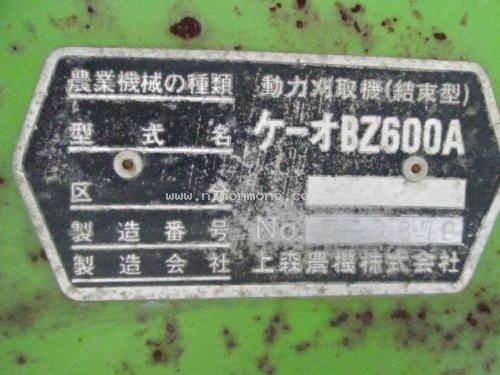 農業機械の種類 動力刈取機(結束型)
型式名 ケーオBZ600A
区分
製造番号 No.
製造会社 上森農機株式会社